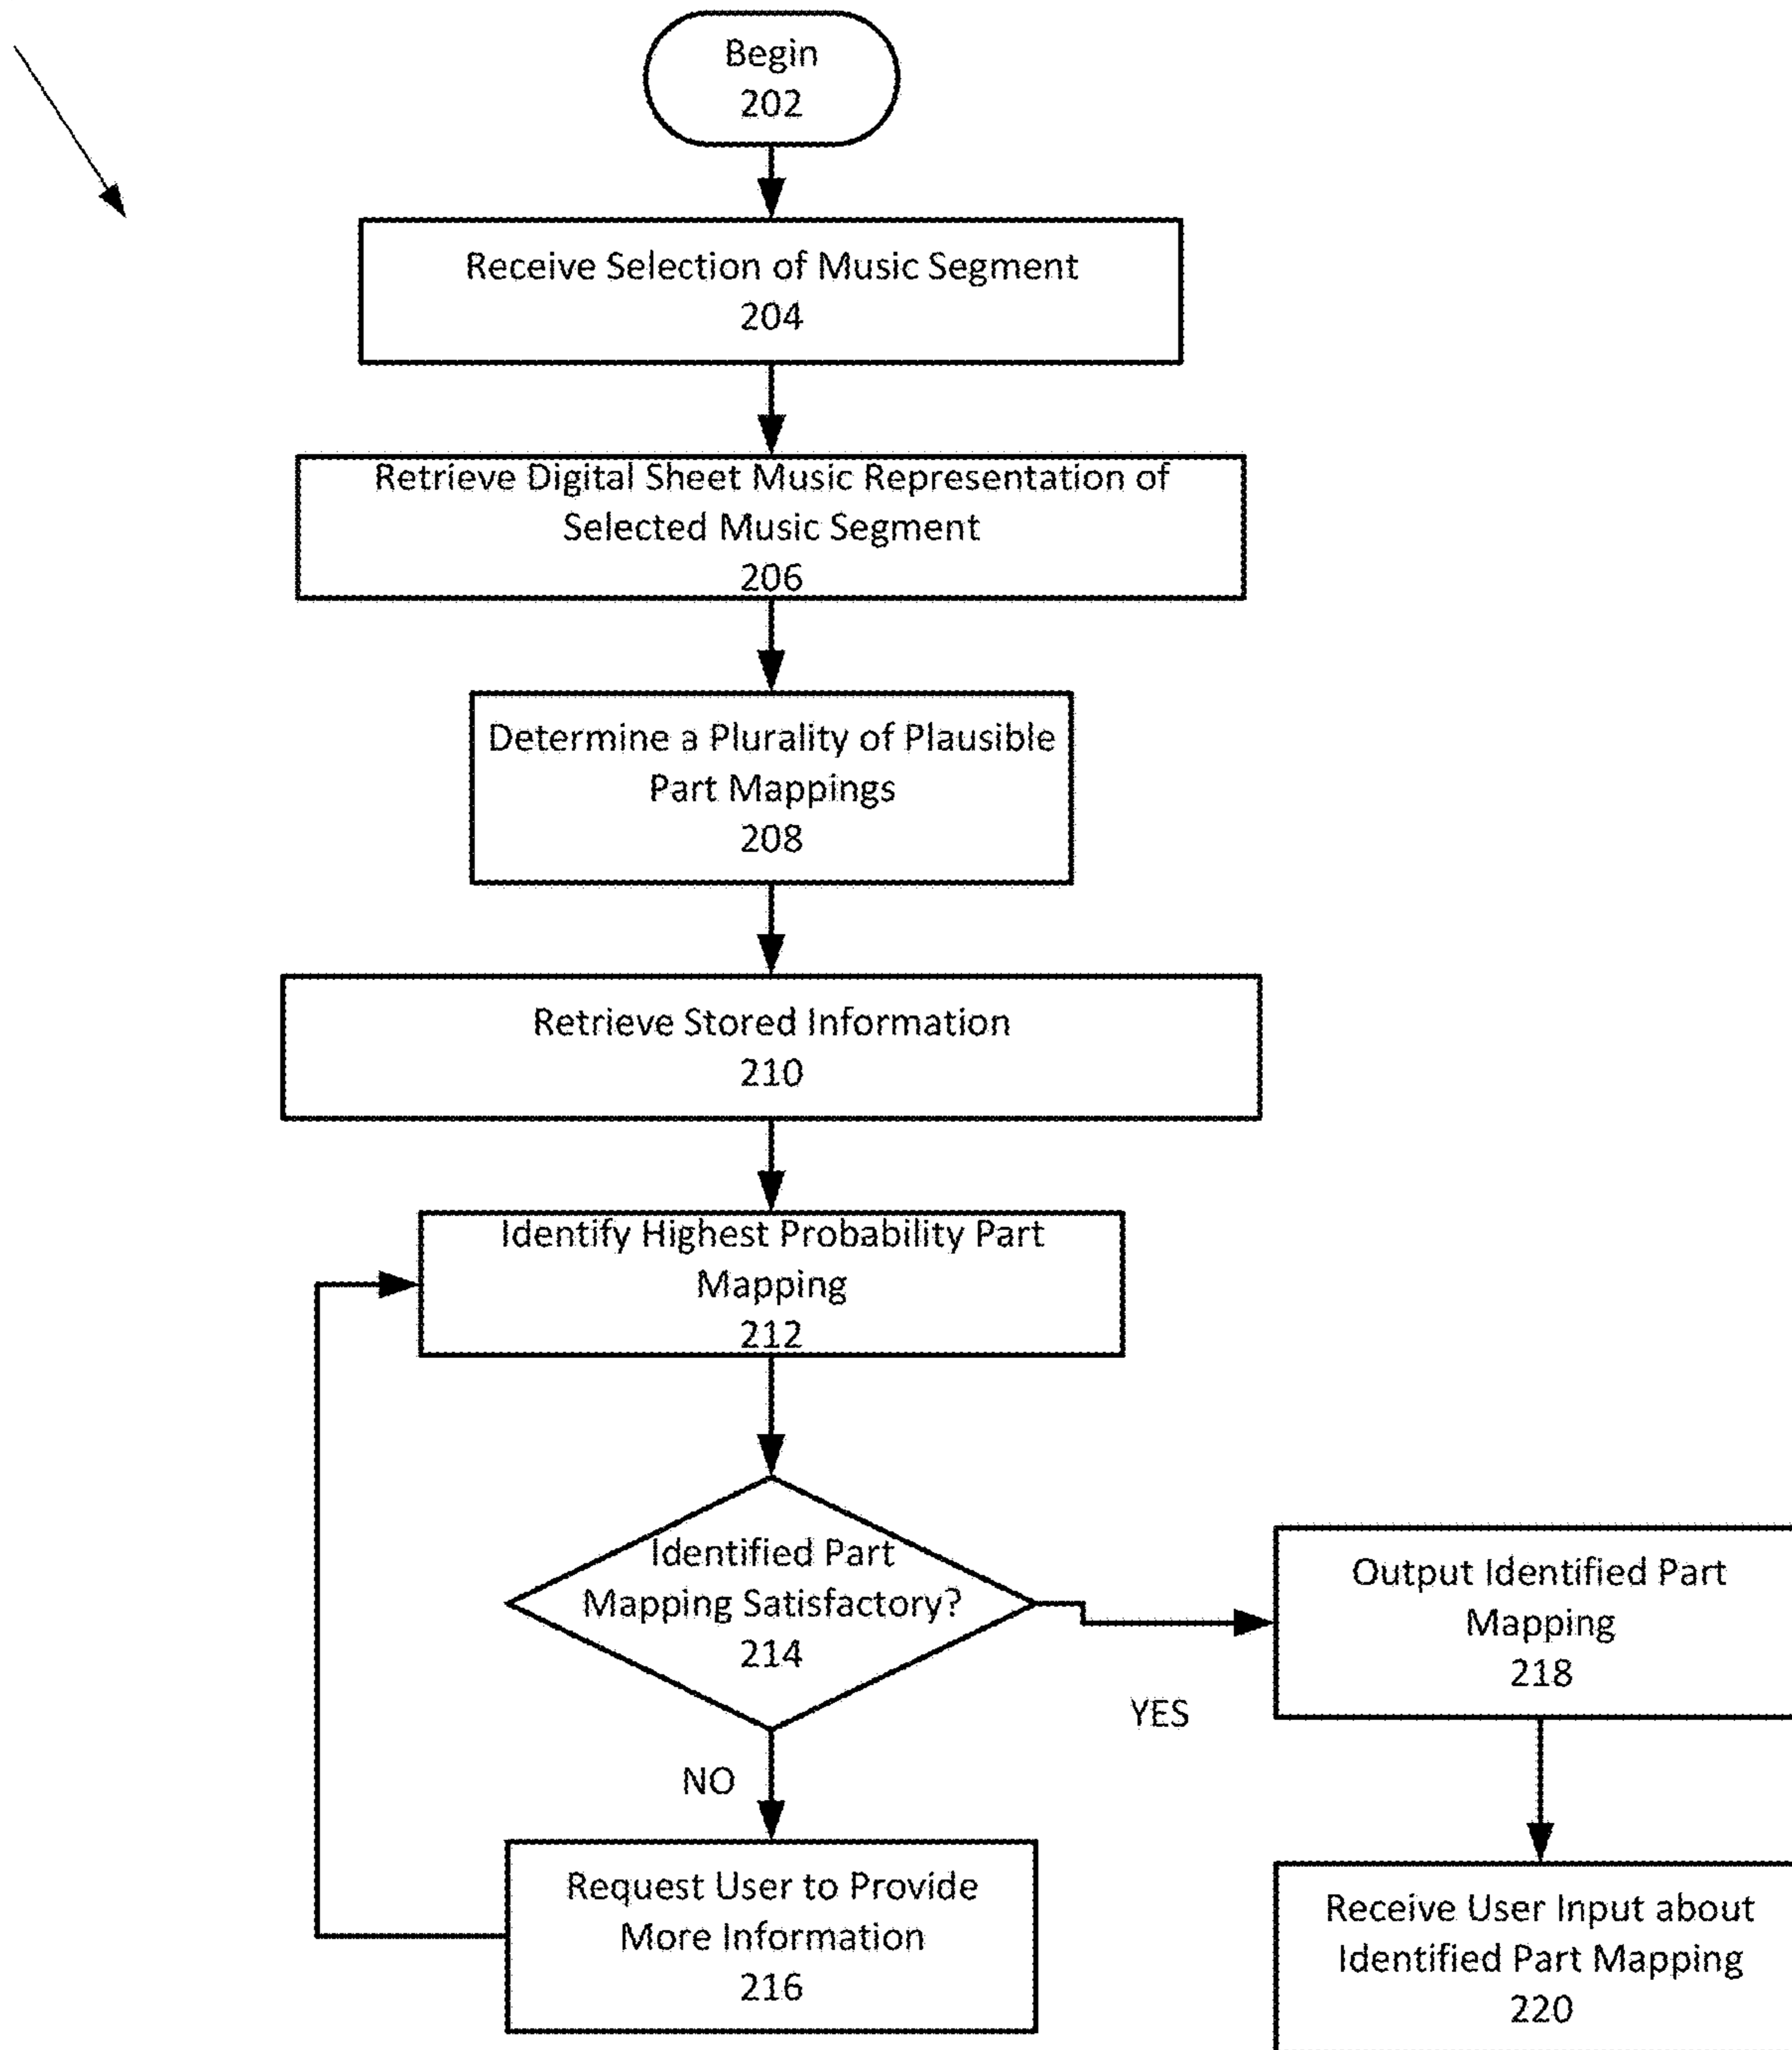 Begin
202
Receive Selection of Music Segment
204
Retrieve Digital Sheet Music Representation of
Selected Music Segment
206
Determine a Plurality of Plausible
Part Mappings
208
Retrieve Stored Information
210
Identify Highest Probability Part
Mapping
212
Identified Part
Mapping Satisfactory?
214
YES
NO
Output Identified Part
Mapping
218
Request User to Provide
More Information
216
Receive User Input about
Identified Part Mapping
220